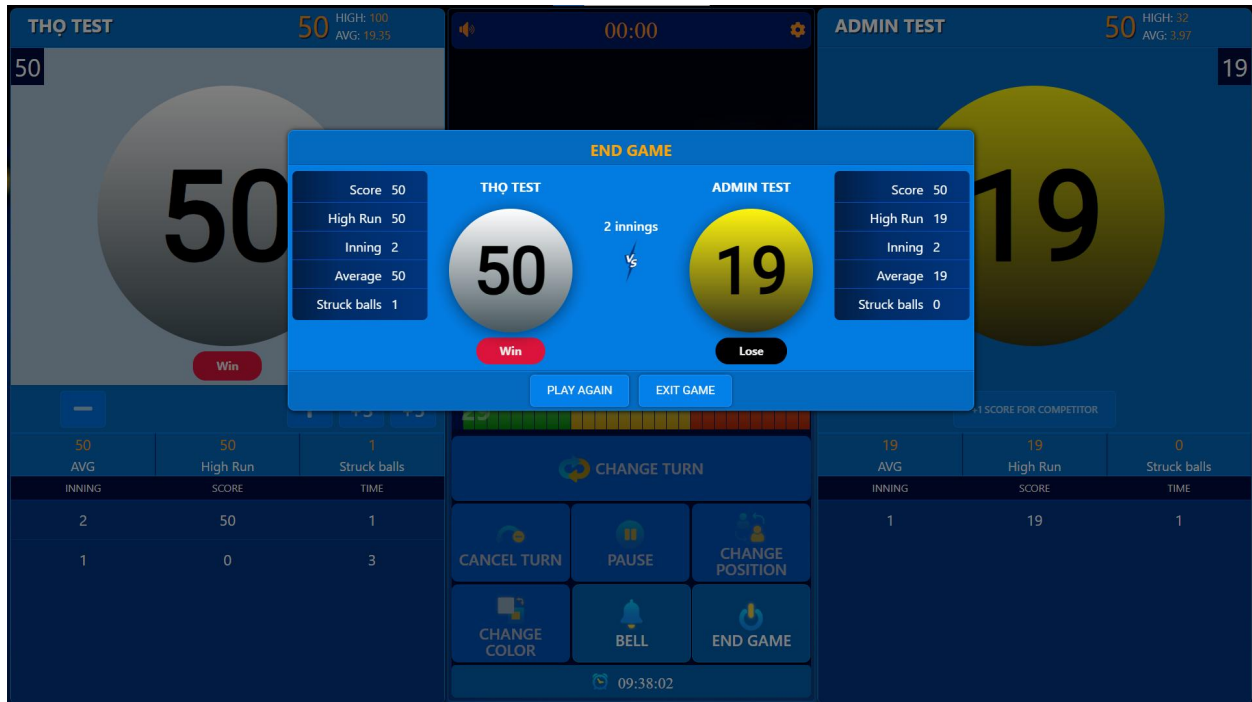 THỌ TEST
50
HIGH: 100
AVG: 19.35
00:00
ADMIN TEST
50
HIGH: 32
AVG: 3.97
50
19
50
19
Win
END GAME
Score 50
High Run 50
Inning 2
Average 50
Struck balls 1
THỌ TEST
50
Win
2 innings
VS
ADMIN TEST
19
Lose
Score 50
High Run 19
Inning 2
Average 19
Struck balls 0
PLAY AGAIN
EXIT GAME
+1 SCORE FOR COMPETITOR
50
AVG
50
High Run
1
Struck balls
INNING SCORE TIME
2 50 1
1 0 3
CHANGE TURN
CANCEL TURN
PAUSE
CHANGE
POSITION
CHANGE
COLOR
BELL
END GAME
09:38:02
19
AVG
19
High Run
0
Struck balls
INNING SCORE TIME
1 19 1